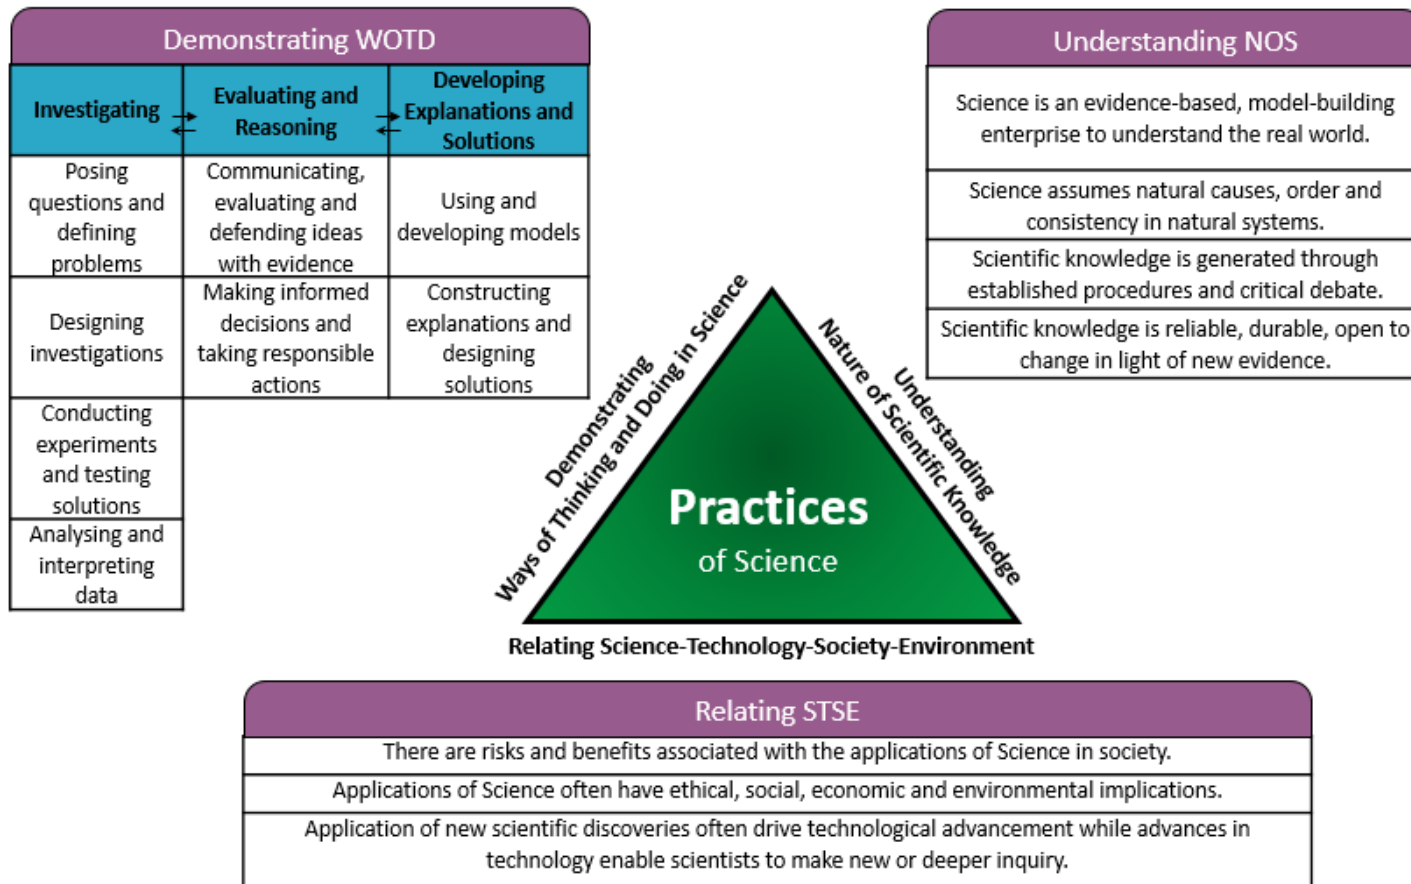 Demonstrating WOTD
Investigating
Evaluating and
Reasoning
Developing
Explanations and
Solutions
Posing
questions and
defining
problems
Communicating,
evaluating and
defending ideas
with evidence
Using and
developing models
Designing
investigations
Making informed
decisions and
taking responsible
actions
Constructing
explanations and
designing
solutions
Conducting
experiments
and testing
solutions
Analysing and
interpreting
data
Understanding NOS
Science is an evidence-based, model-building
enterprise to understand the real world.
Science assumes natural causes, order and
consistency in natural systems.
Scientific knowledge is generated through
established procedures and critical debate.
Scientific knowledge is reliable, durable, open to
change in light of new evidence.
Demonstrating
Ways of Thinking and Doing in Science
Understanding
Nature of Scientific Knowledge
Practices
of Science
Relating Science-Technology-Society-Environment
Relating STSE
There are risks and benefits associated with the applications of Science in society.
Applications of Science often have ethical, social, economic and environmental implications.
Application of new scientific discoveries often drive technological advancement while advances in
technology enable scientists to make new or deeper inquiry.